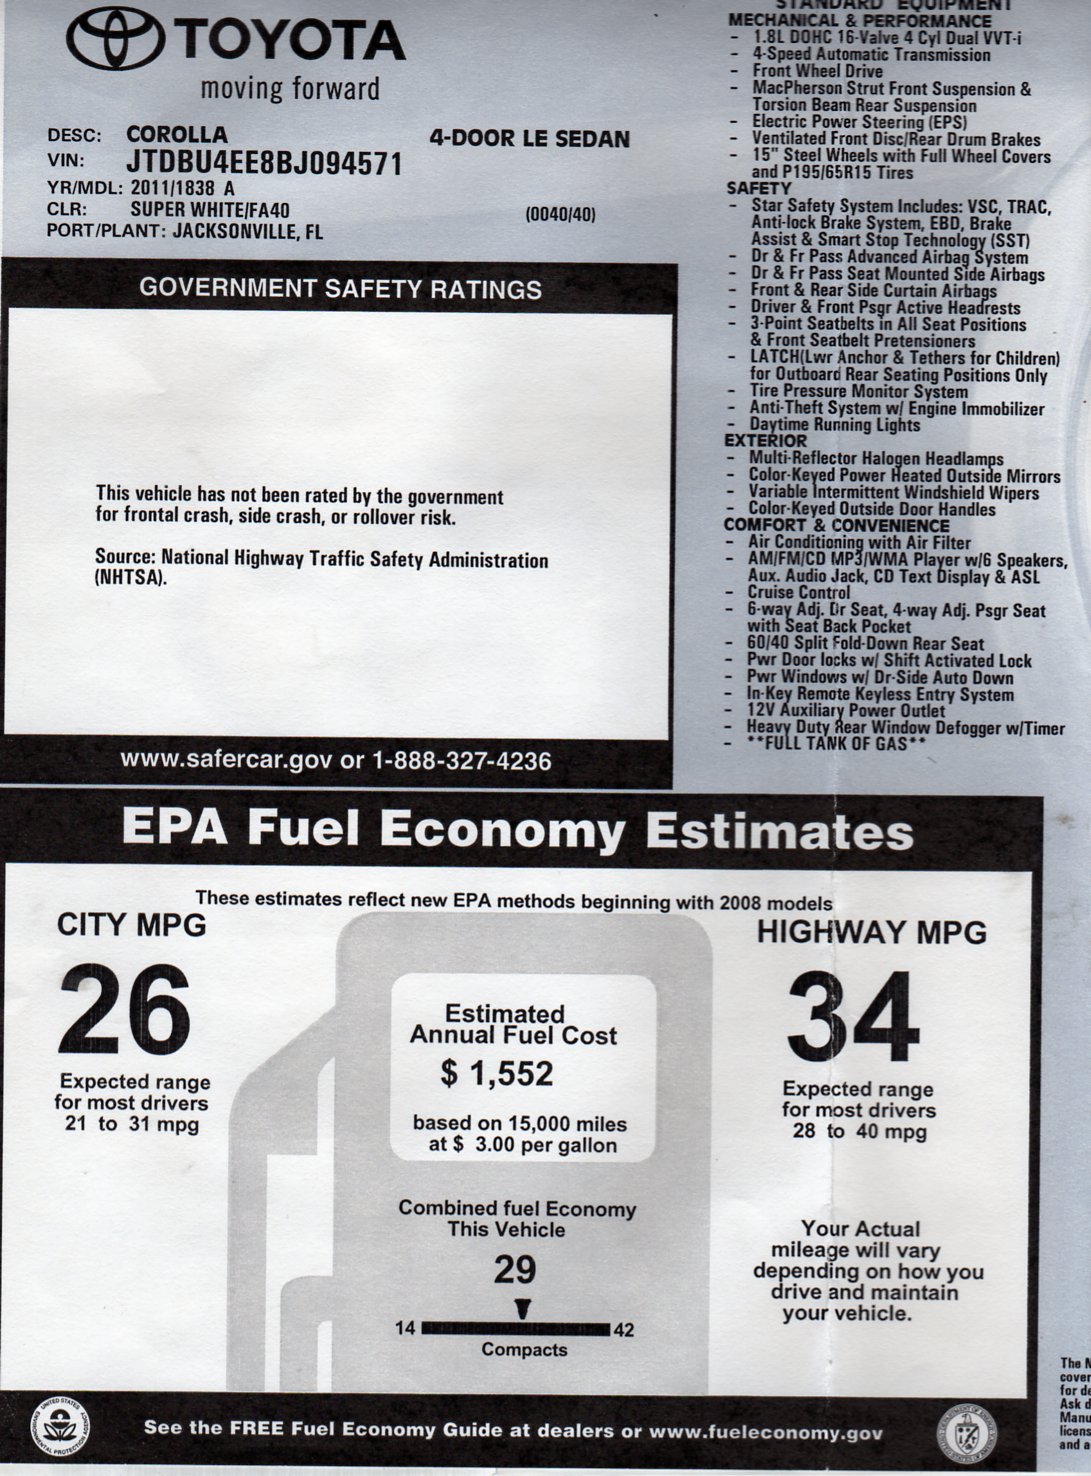 TOYOTA
moving forward
DESC: COROLLA 4-DOOR LE SEDAN
VIN: JTDBU4EE8BJ094571
YR/MDL: 2011/1838 A
CLR: SUPER WHITE/FA40 (0040/40)
PORT/PLANT: JACKSONVILLE, FL
GOVERNMENT SAFETY RATINGS
This vehicle has not been rated by the government
for frontal crash, side crash, or rollover risk.
Source: National Highway Traffic Safety Administration
(NHTSA).
www.safercar.gov or 1-888-327-4236
STANDARD EQUIPMENT
MECHANICAL & PERFORMANCE
- 1.8L DOHC 16-Valve 4 Cyl Dual VVT-i
- 4-Speed Automatic Transmission
- Front Wheel Drive
- MacPherson Strut Front Suspension &
Torsion Beam Rear Suspension
- Electric Power Steering (EPS)
- Ventilated Front Disc/Rear Drum Brakes
- 15" Steel Wheels with Full Wheel Covers
and P195/65R15 Tires
SAFETY
- Star Safety System Includes: VSC, TRAC,
Anti-lock Brake System, EBD, Brake
Assist & Smart Stop Technology (SST)
- Dr & Fr Pass Advanced Airbag System
- Dr & Fr Pass Seat Mounted Side Airbags
- Front & Rear Side Curtain Airbags
- Driver & Front Psgr Active Headrests
- 3-Point Seatbelts in All Seat Positions
& Front Seatbelt Pretensioners
- LATCH(Lwr Anchor & Tethers for Children)
for Outboard Rear Seating Positions Only
- Tire Pressure Monitor System
- Anti-Theft System w/ Engine Immobilizer
- Daytime Running Lights
EXTERIOR
- Multi-Reflector Halogen Headlamps
- Color-Keyed Power Heated Outside Mirrors
- Variable Intermittent Windshield Wipers
- Color-Keyed Outside Door Handles
COMFORT & CONVENIENCE
- Air Conditioning with Air Filter
- AM/FM/CD MP3/WMA Player w/6 Speakers,
Aux. Audio Jack, CD Text Display & ASL
- Cruise Control
- 6-way Adj. Dr Seat, 4-way Adj. Psgr Seat
with Seat Back Pocket
- 60/40 Split Fold-Down Rear Seat
- Pwr Door locks w/ Shift Activated Lock
- Pwr Windows w/ Dr-Side Auto Down
- In-Key Remote Keyless Entry System
- 12V Auxiliary Power Outlet
- Heavy Duty Rear Window Defogger w/Timer
- **FULL TANK OF GAS**
EPA Fuel Economy Estimates
These estimates reflect new EPA methods beginning with 2008 models
CITY MPG
26
Expected range
for most drivers
21 to 31 mpg
Estimated
Annual Fuel Cost
$ 1,552
based on 15,000 miles
at $ 3.00 per gallon
Combined fuel Economy
This Vehicle
29
14 42
Compacts
HIGHWAY MPG
34
Expected range
for most drivers
28 to 40 mpg
Your Actual
mileage will vary
depending on how you
drive and maintain
your vehicle.
See the FREE Fuel Economy Guide at dealers or www.fueleconomy.gov
UNITED STATES
ENVIRONMENTAL PROTECTION AGENCY
The
cover
for de
Ask d
Manu
licens
and a